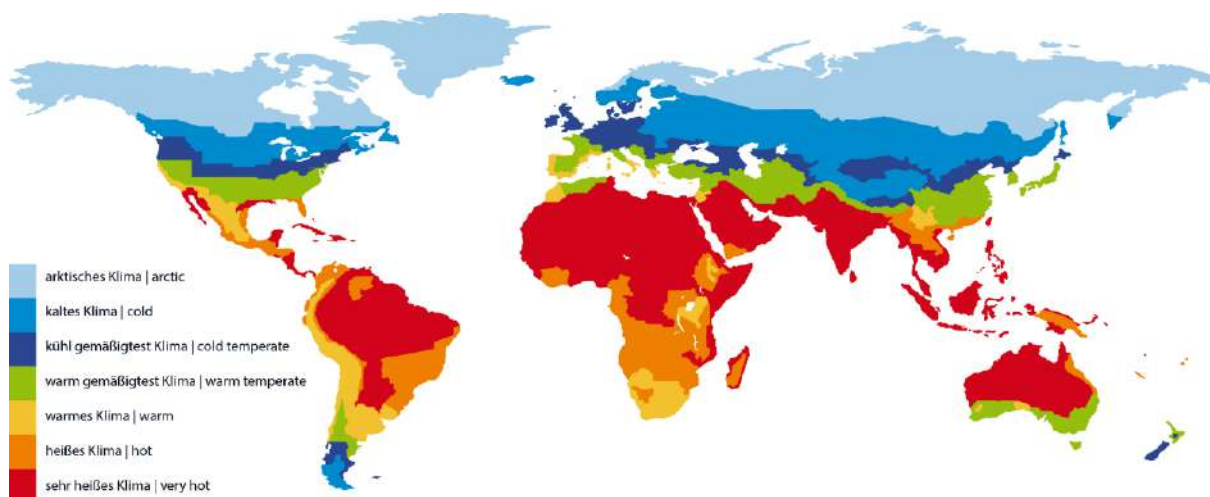 arktisches Klima | arctic
kaltes Klima | cold
kühl gemäßigtest Klima | cold temperate
warm gemäßigtest Klima | warm temperate
warmes Klima | warm
heißes Klima | hot
sehr heißes Klima | very hot